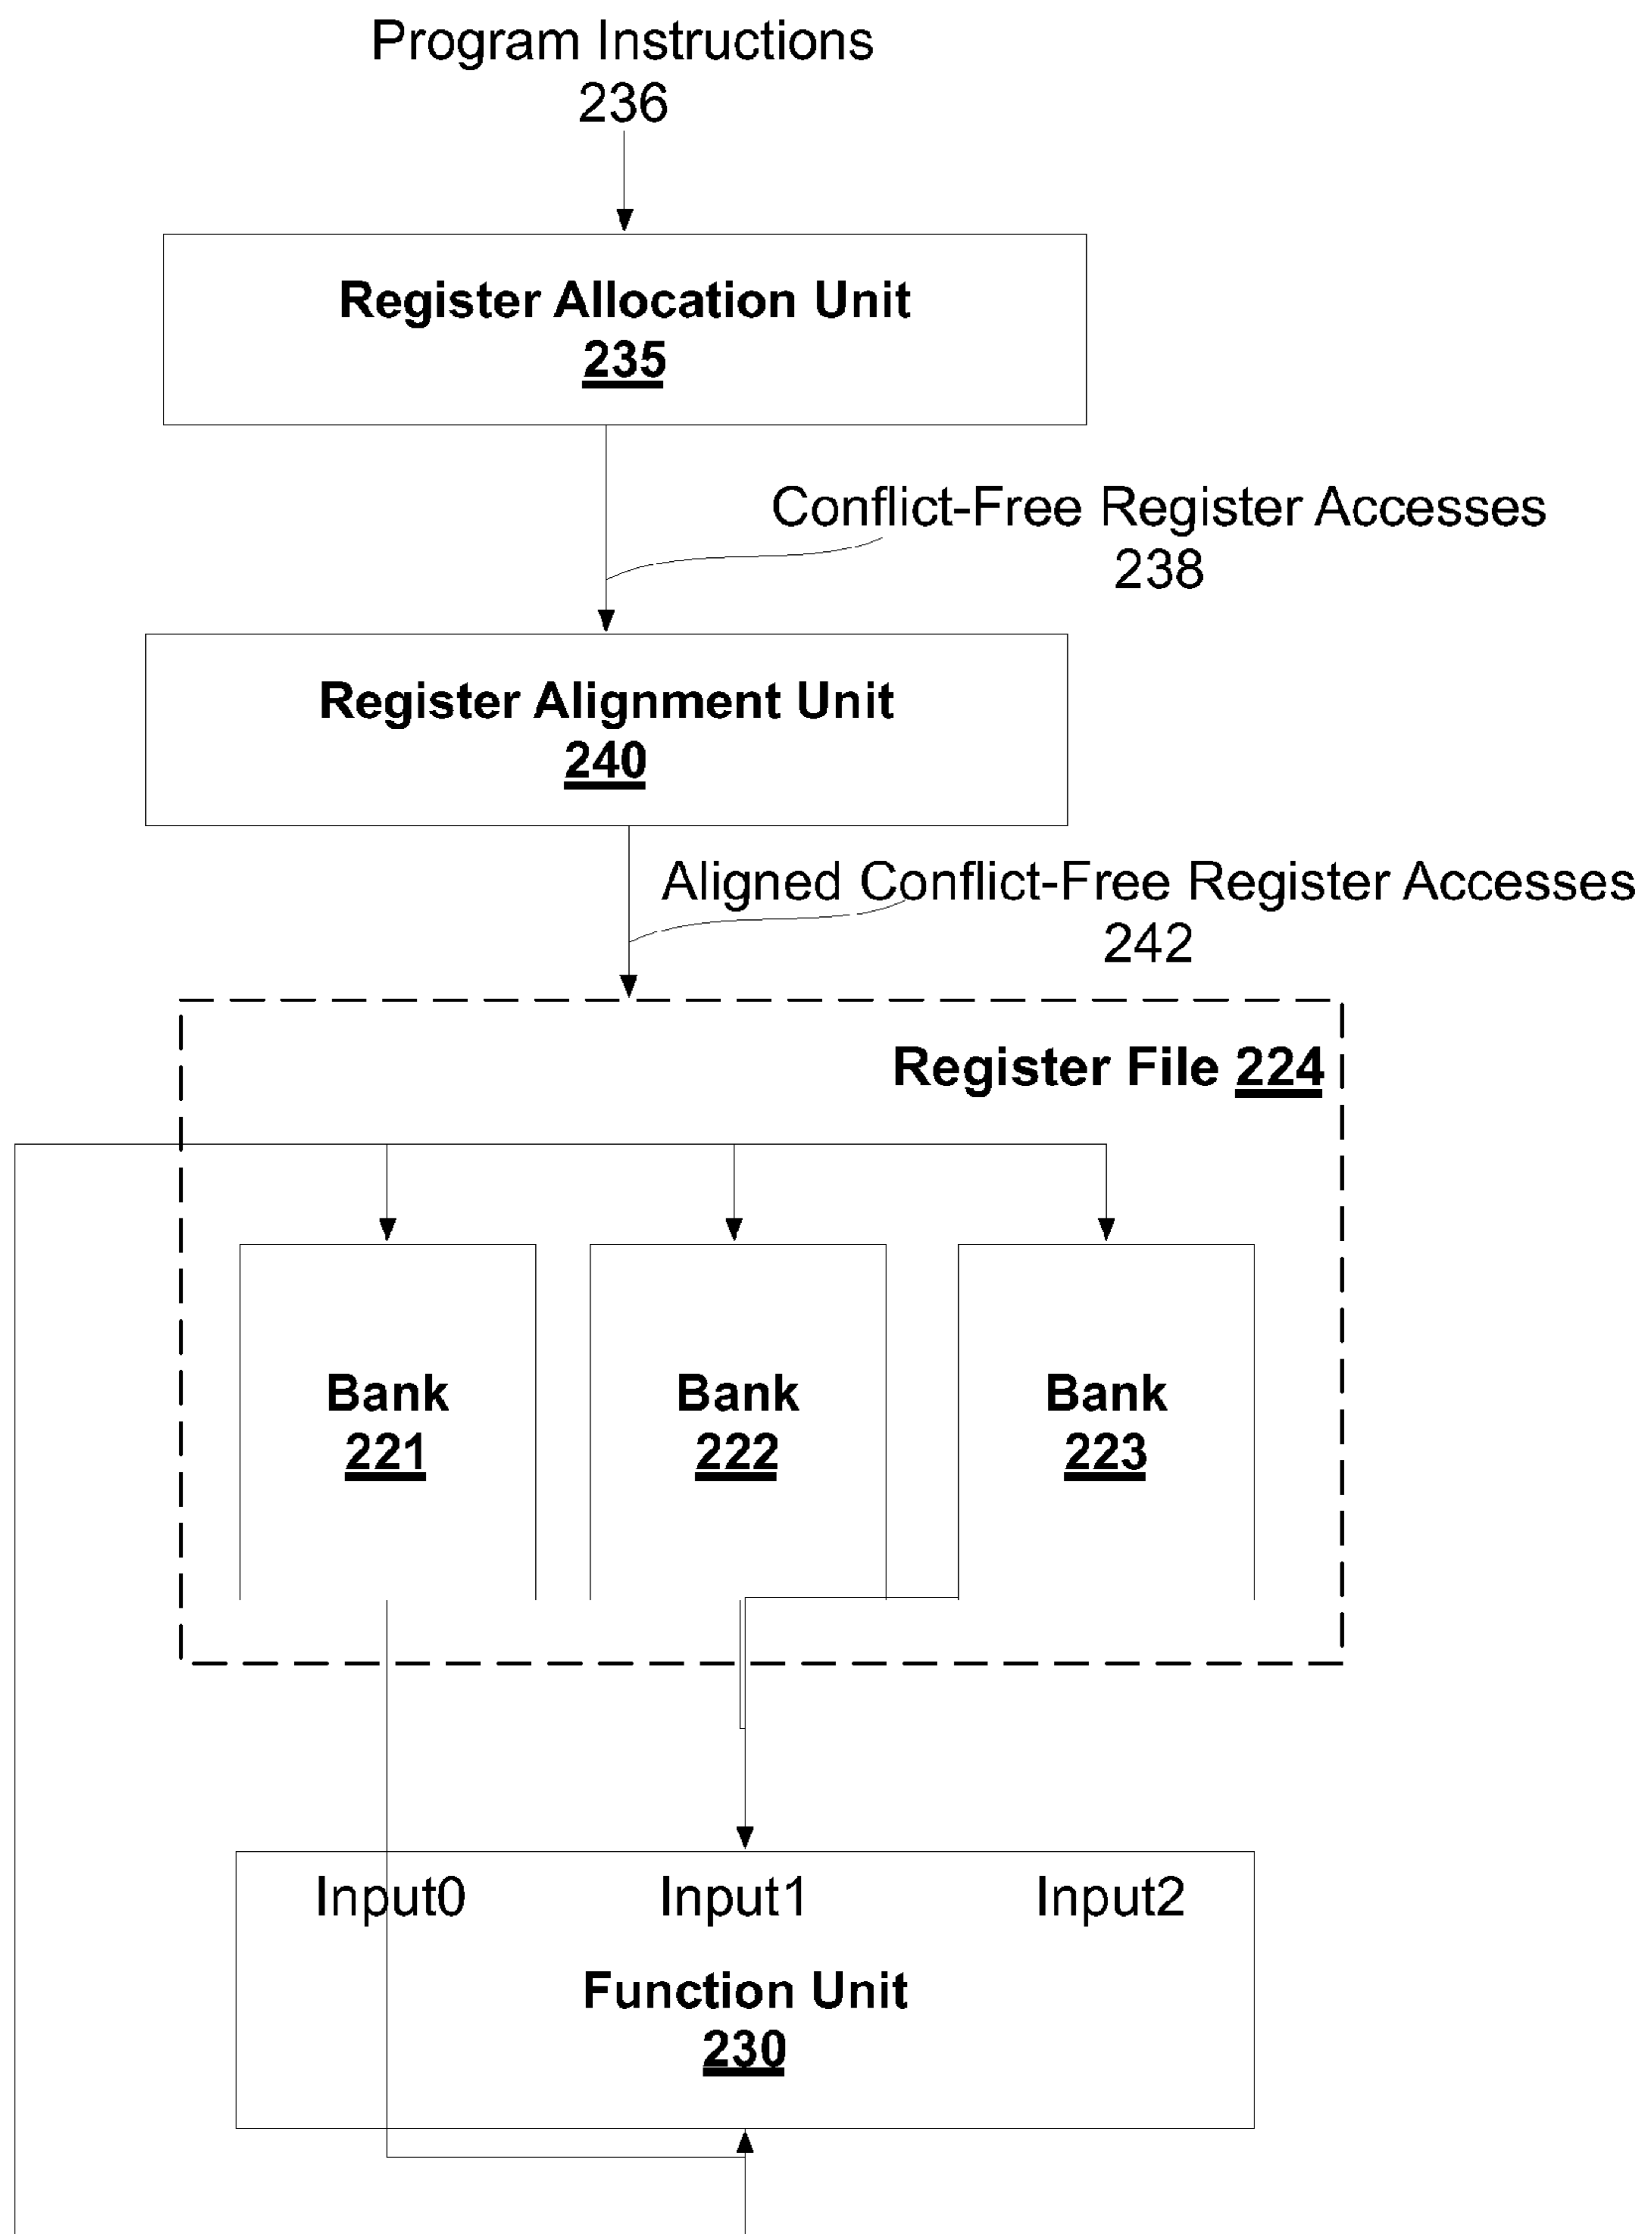 Program Instructions
236
Register Allocation Unit
235
Conflict-Free Register Accesses
238
Register Alignment Unit
240
Aligned Conflict-Free Register Accesses
242
Register File 224
Bank Bank Bank
221 222 223
Input0 Input1 Input2
Function Unit
230